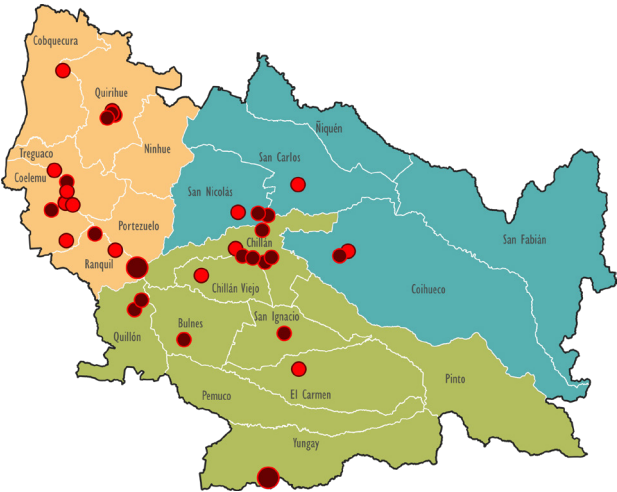 Cobquecura
Quirihue
Ñiquén
Ninhue
Treguaco
San Carlos
Coelemu
San Nicolás
Portezuelo
San Fabián
Chillán
Ranquil
Coihueco
Chillán Viejo
San Ignacio
Bulnes
Quillón
Pinto
El Carmen
Pemuco
Yungay